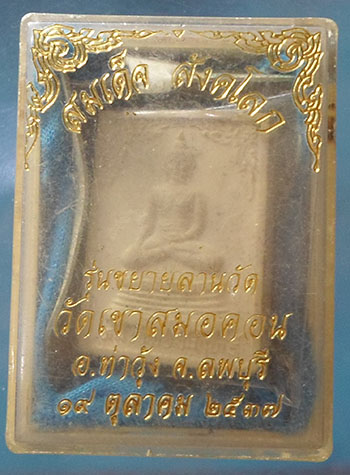 สมเด็จ สังคโลก
รุ่นขยายลานวัด
วัดเขาสมอคอน
อ.ท่าวุ้ง จ.ลพบุรี
๑๙ ตุลาคม ๒๕๓๗